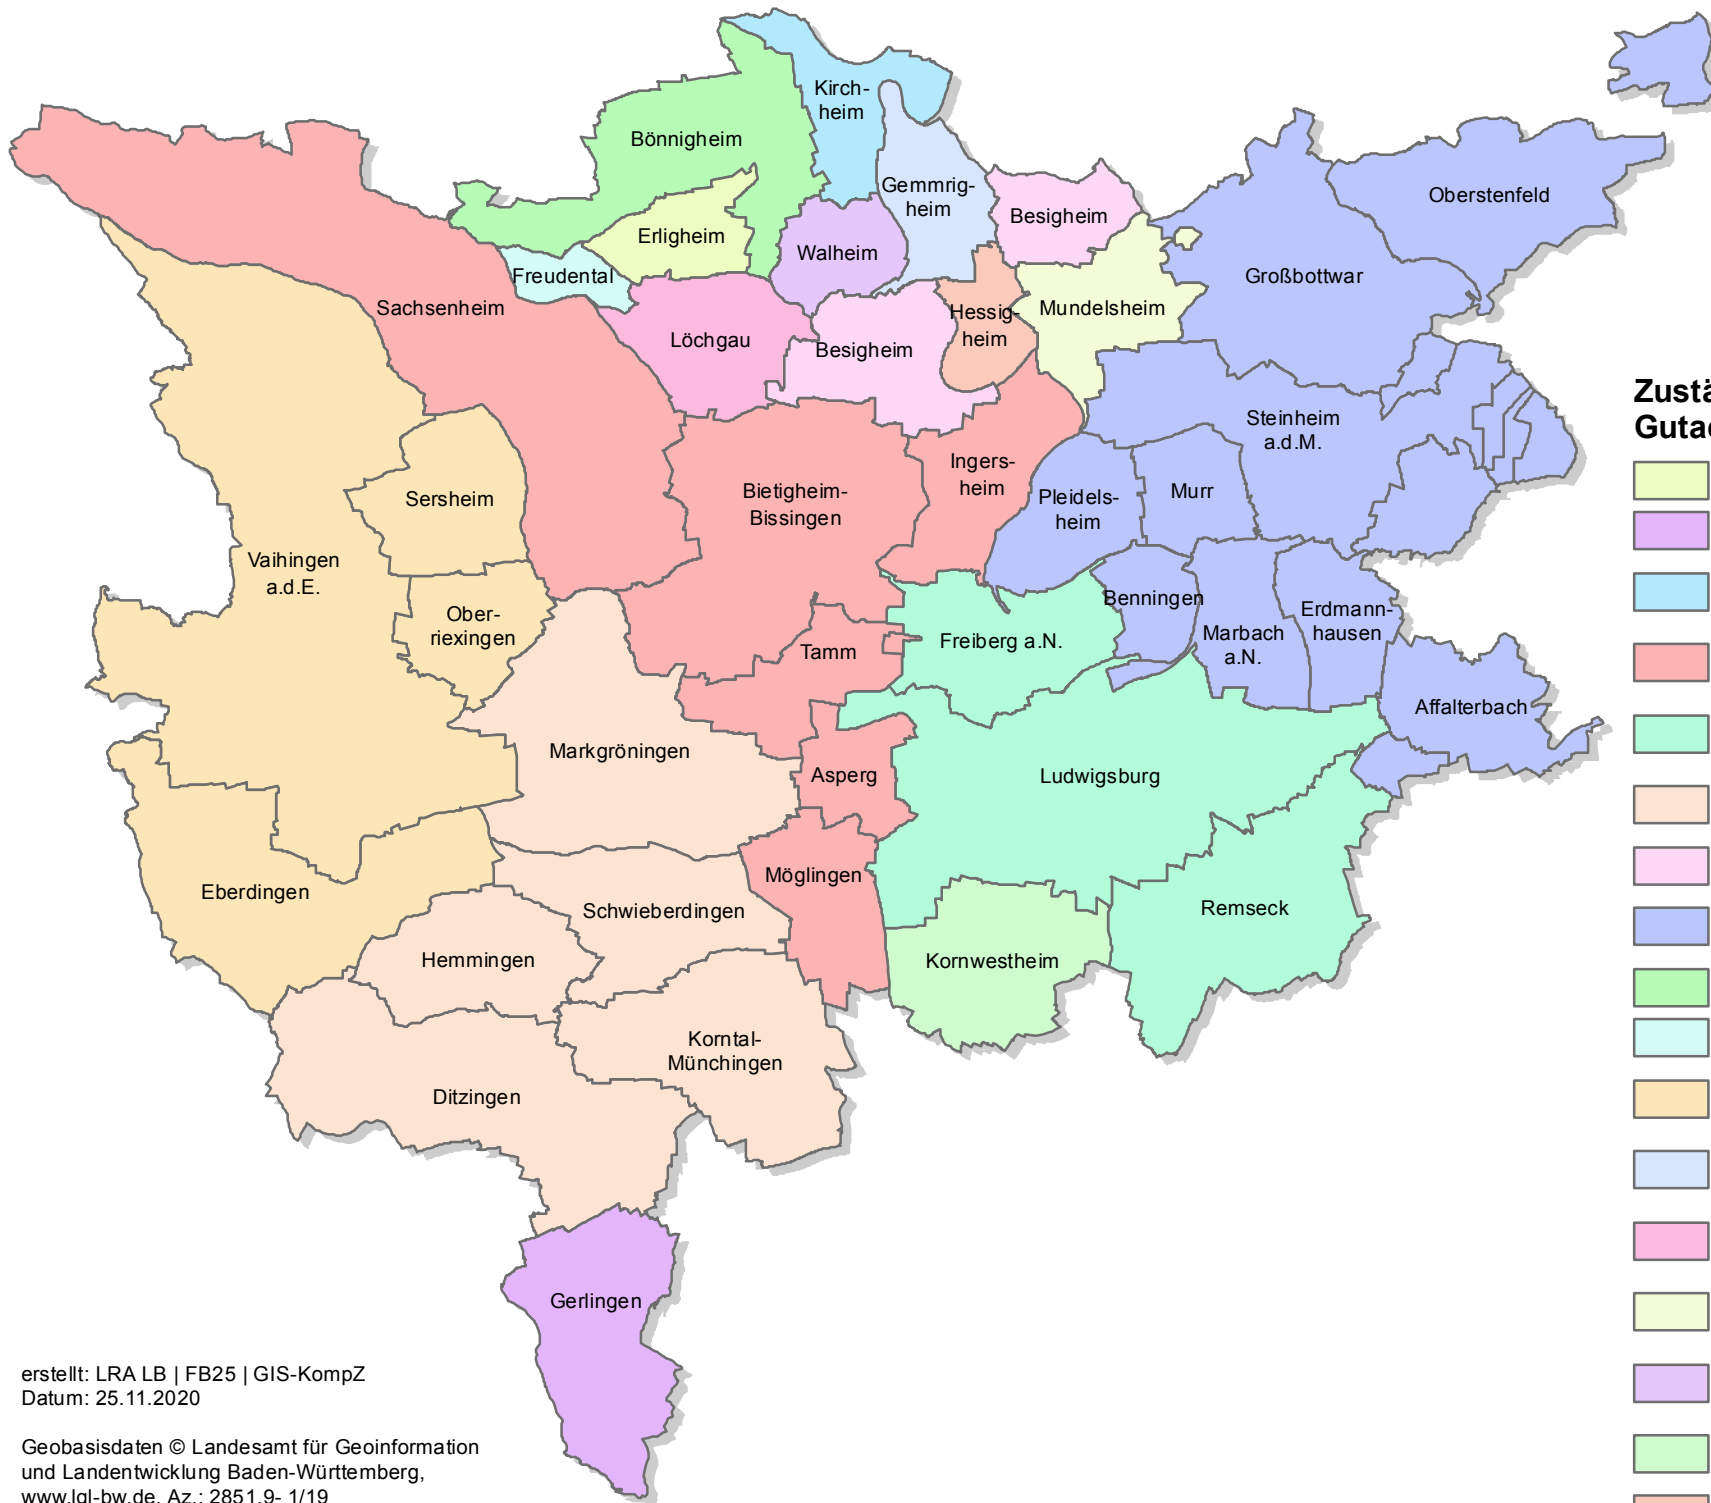 Kirch-
heim
Bönnigheim
Gemmrig-
heim
Besigheim
Oberstenfeld
Erligheim
Walheim
Freudental
Großbottwar
Sachsenheim
Mundelsheim
Hessig-
heim
Löchgau
Besigheim
Steinheim
a.d.M.
Ingers-
heim
Bietigheim-
Bissingen
Sersheim
Pleidels-
heim
Murr
Vaihingen
a.d.E.
Ober-
riexingen
Benningen
Erdmann-
hausen
Freiberg a.N.
Marbach
a.N.
Tamm
Affalterbach
Markgröningen
Asperg
Ludwigsburg
Möglingen
Eberdingen
Schwieberdingen
Remseck
Hemmingen
Kornwestheim
Korntal-
Münchingen
Ditzingen
Gerlingen
Zustä
Gutac
erstellt: LRA LB | FB25 | GIS-KompZ
Datum: 25.11.2020
Geobasisdaten © Landesamt für Geoinformation
und Landentwicklung Baden-Württemberg,
www.lgl-bw.de, Az.: 2851.9- 1/19